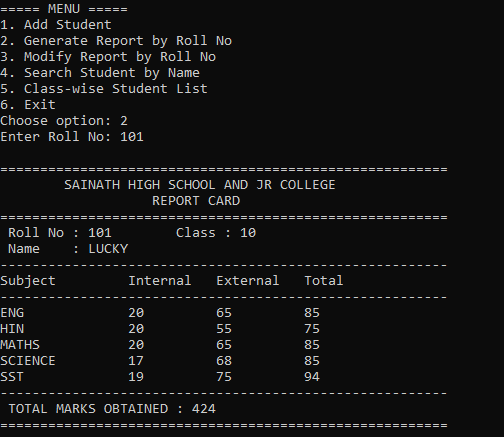 ===== MENU =====
1. Add Student
2. Generate Report by Roll No
3. Modify Report by Roll No
4. Search Student by Name
5. Class-wise Student List
6. Exit
Choose option: 2
Enter Roll No: 101

========================================================
        SAINATH HIGH SCHOOL AND JR COLLEGE
                   REPORT CARD
========================================================
 Roll No : 101        Class : 10
 Name    : LUCKY
--------------------------------------------------------
Subject         Internal   External   Total
--------------------------------------------------------
ENG             20         65         85
HIN             20         55         75
MATHS           20         65         85
SCIENCE         17         68         85
SST             19         75         94
--------------------------------------------------------
 TOTAL MARKS OBTAINED : 424
========================================================